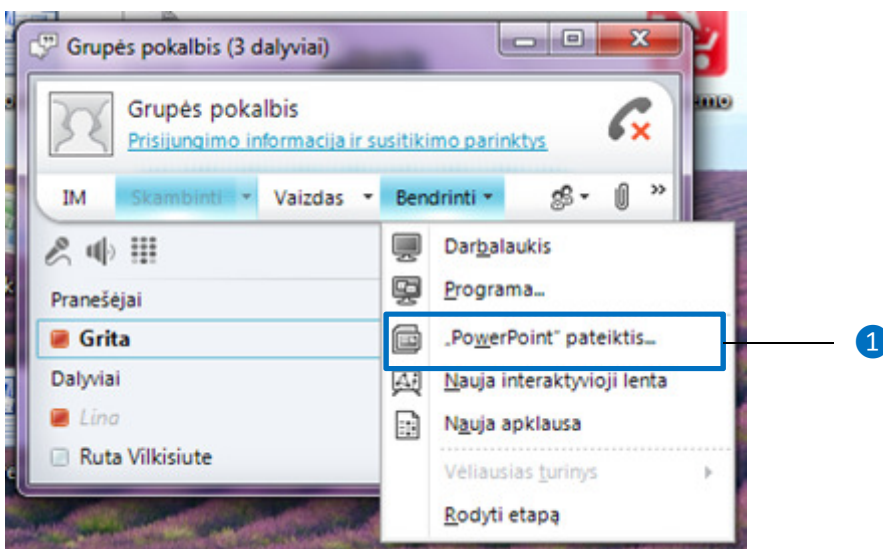 Grupės pokalbis (3 dalyviai)
Grupės pokalbis
Prisijungimo informacija ir susitikimo parinktys
IM Skambinti Vaizdas Bendrinti »
Darbalaukis
Programa...
Pranešėjai
Grita
„PowerPoint“ pateiktis...
1
Dalyviai
Nauja interaktyvioji lenta
Lina
Nauja apklausa
Ruta Vilkisiute
Vėliausias turinys
Rodyti etapą